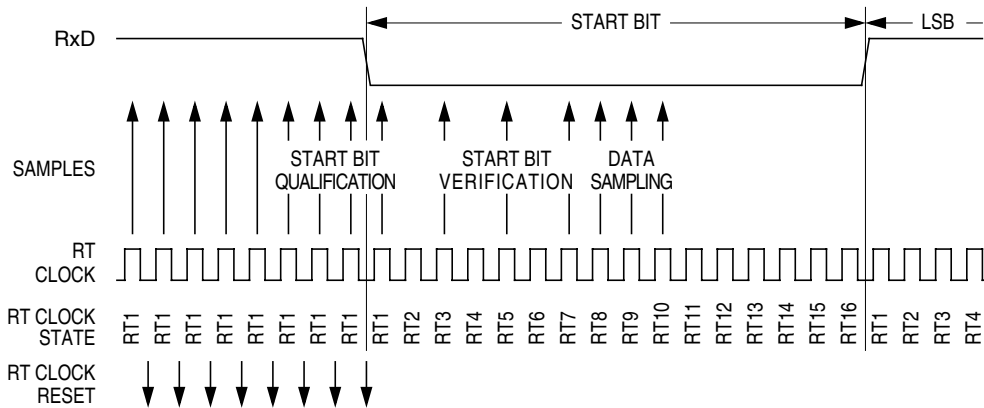 START BIT
LSB
RxD
SAMPLES
START BIT
QUALIFICATION
START BIT
VERIFICATION
DATA
SAMPLING
RT
CLOCK
RT CLOCK
STATE
RT1 RT1 RT1 RT1 RT1 RT1 RT1 RT1 RT1 RT2 RT3 RT4 RT5 RT6 RT7 RT8 RT9 RT10 RT11 RT12 RT13 RT14 RT15 RT16 RT1 RT2 RT3 RT4
RT CLOCK
RESET